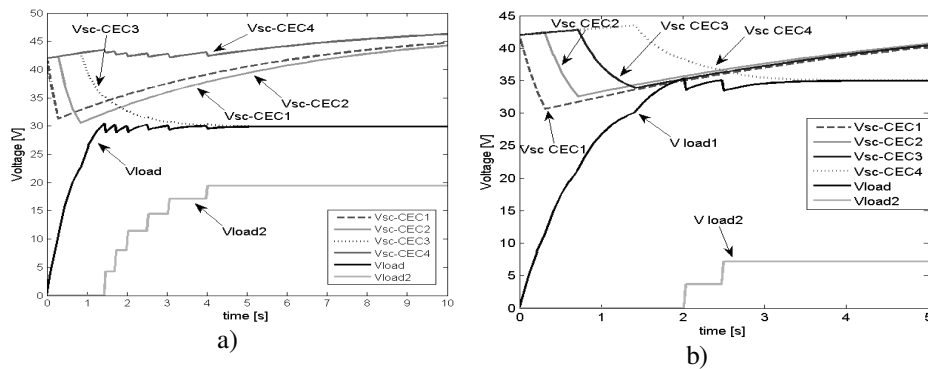 50
45
40
35
30
25
20
15
10
5
0
Voltage [V]
Vsc-CEC3
Vsc-CEC4
Vsc-CEC2
Vsc-CEC1
Vload
Vload2
Vsc-CEC1
Vsc-CEC2
Vsc-CEC3
Vsc-CEC4
Vload
Vload2
0 1 2 3 4 5 6 7 8 9 10
time [s]
a)
45
40
35
30
25
20
15
10
5
0
Voltage [V]
Vsc CEC2
Vsc CEC3
Vsc CEC4
Vsc CEC1
V load1
V load2
Vsc-CEC1
Vsc-CEC2
Vsc-CEC3
Vsc-CEC4
Vload
Vload2
0 1 2 3 4 5
time [s]
b)